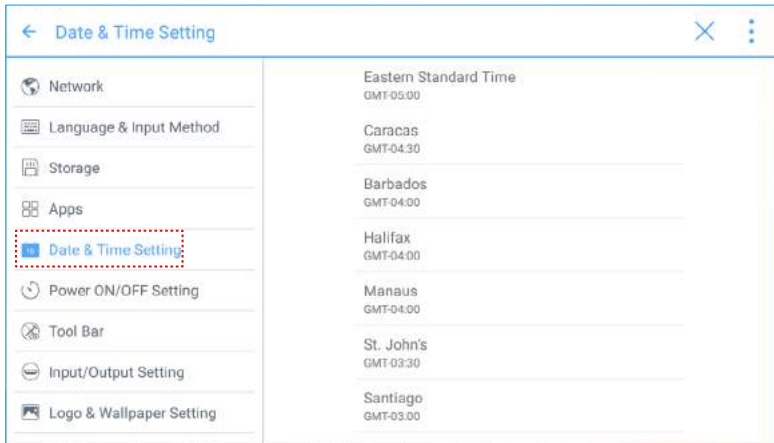 Date & Time Setting
Network
Language & Input Method
Storage
Apps
Date & Time Setting
Power ON/OFF Setting
Tool Bar
Input/Output Setting
Logo & Wallpaper Setting
Eastern Standard Time
GMT-05:00
Caracas
GMT-04:30
Barbados
GMT-04:00
Halifax
GMT-04:00
Manaus
GMT-04:00
St. John's
GMT-03:30
Santiago
GMT-03:00